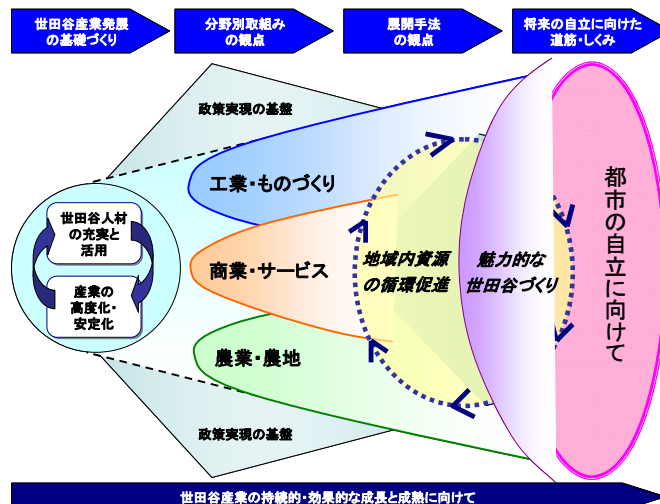 世田谷産業発展
の基礎づくり
分野別取組み
の観点
展開手法
の観点
将来の自立に向けた
道筋・しくみ
政策実現の基盤
工業・ものづくり
世田谷人材
の充実と
活用
産業の
高度化・
安定化
商業・サービス
地域内資源
の循環促進
魅力的な
世田谷づくり
都市の自立に向けて
農業・農地
政策実現の基盤
世田谷産業の持続的・効果的な成長と成熟に向けて